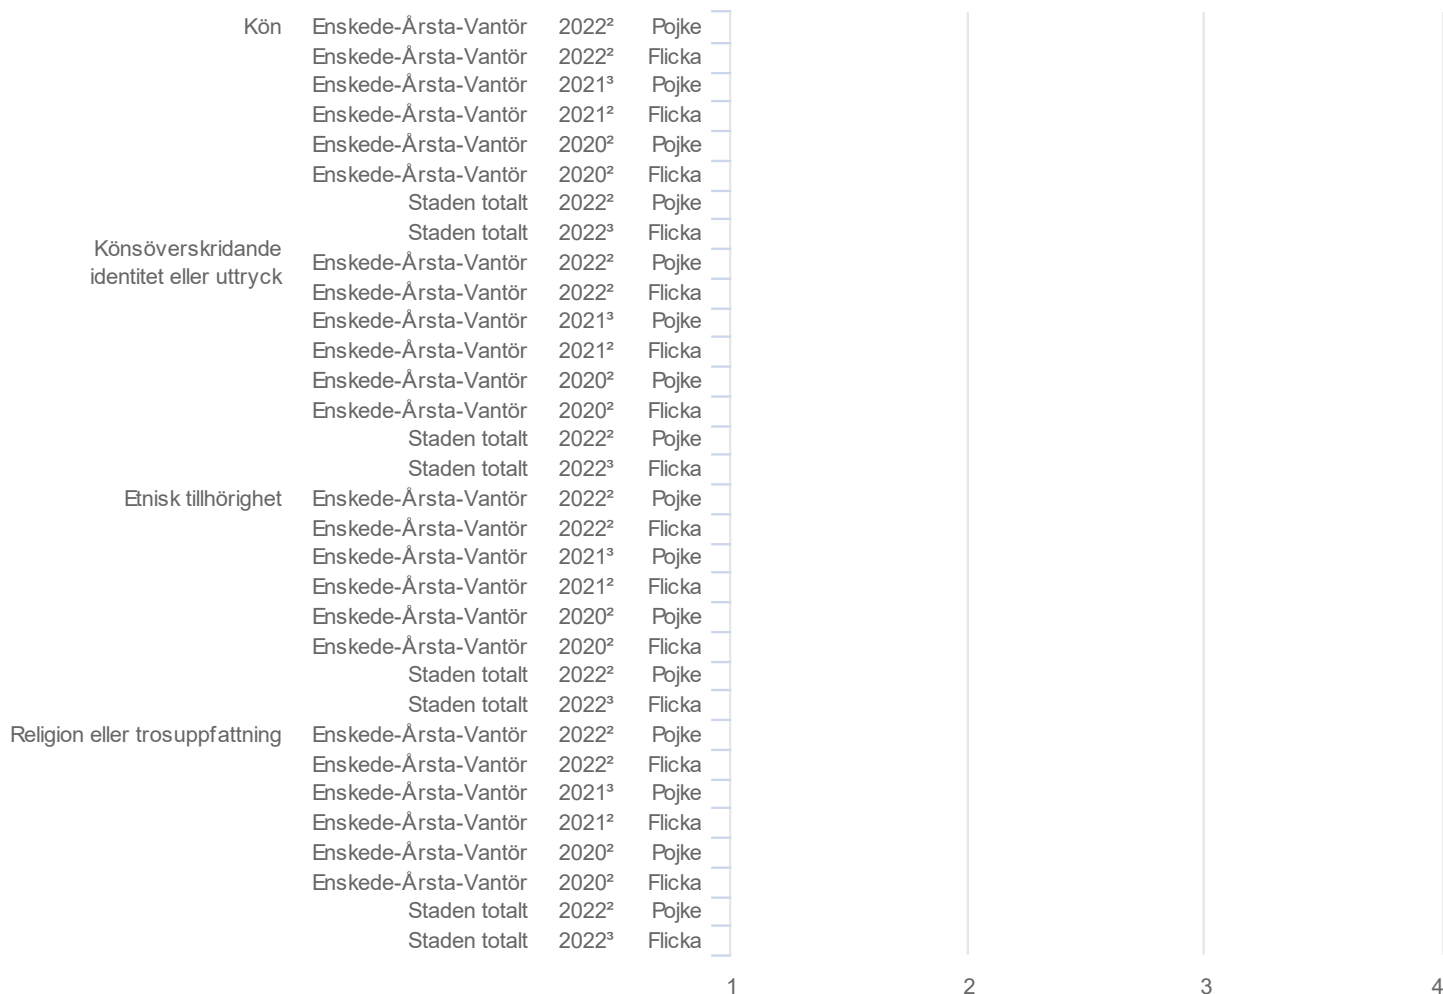 Kön Enskede-Årsta-Vantör 2022² Pojke
Enskede-Årsta-Vantör 2022² Flicka
Enskede-Årsta-Vantör 2021³ Pojke
Enskede-Årsta-Vantör 2021² Flicka
Enskede-Årsta-Vantör 2020² Pojke
Enskede-Årsta-Vantör 2020² Flicka
Staden totalt 2022² Pojke
Staden totalt 2022³ Flicka
Könsöverskridande
identitet eller uttryck
Enskede-Årsta-Vantör 2022² Pojke
Enskede-Årsta-Vantör 2022² Flicka
Enskede-Årsta-Vantör 2021³ Pojke
Enskede-Årsta-Vantör 2021² Flicka
Enskede-Årsta-Vantör 2020² Pojke
Enskede-Årsta-Vantör 2020² Flicka
Staden totalt 2022² Pojke
Staden totalt 2022³ Flicka
Etnisk tillhörighet Enskede-Årsta-Vantör 2022² Pojke
Enskede-Årsta-Vantör 2022² Flicka
Enskede-Årsta-Vantör 2021³ Pojke
Enskede-Årsta-Vantör 2021² Flicka
Enskede-Årsta-Vantör 2020² Pojke
Enskede-Årsta-Vantör 2020² Flicka
Staden totalt 2022² Pojke
Staden totalt 2022³ Flicka
Religion eller trosuppfattning Enskede-Årsta-Vantör 2022² Pojke
Enskede-Årsta-Vantör 2022² Flicka
Enskede-Årsta-Vantör 2021³ Pojke
Enskede-Årsta-Vantör 2021² Flicka
Enskede-Årsta-Vantör 2020² Pojke
Enskede-Årsta-Vantör 2020² Flicka
Staden totalt 2022² Pojke
Staden totalt 2022³ Flicka
1 2 3 4